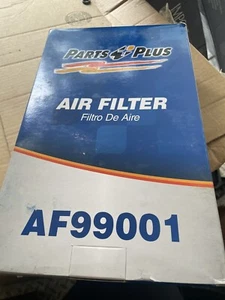 PARTS PLUS
AIR FILTER
Filtro De Aire
AF99001